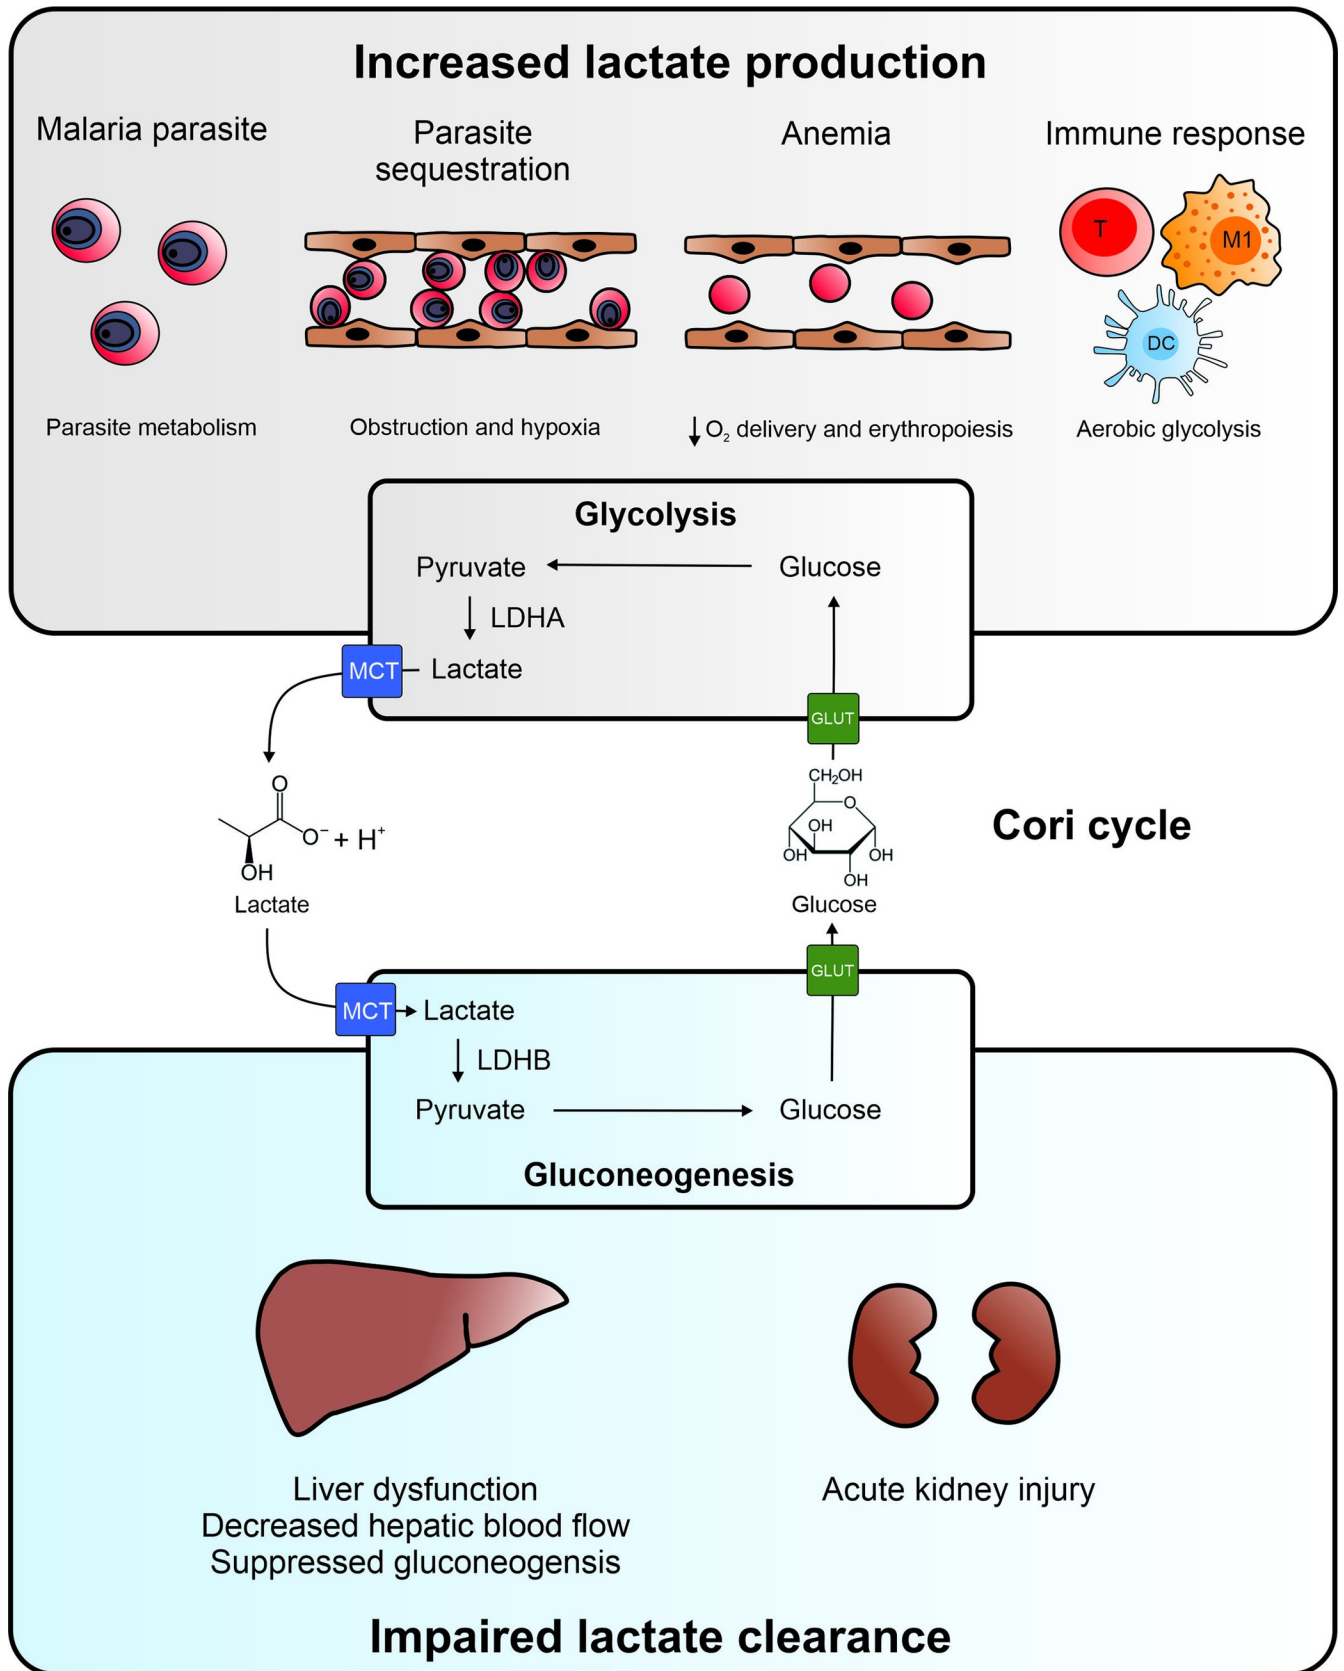 Increased lactate production
Malaria parasite
Parasite
sequestration
Anemia
Immune response
T
M1
DC
Parasite metabolism
Obstruction and hypoxia
↓ O₂ delivery and erythropoiesis
Aerobic glycolysis
Glycolysis
Pyruvate
Glucose
LDHA
MCT
Lactate
GLUT
CH₂OH
O
O
O⁻ + H⁺
OH
OH
OH
OH
OH
Lactate
Glucose
Cori cycle
GLUT
MCT
Lactate
LDHB
Pyruvate
Glucose
Gluconeogenesis
Liver dysfunction
Decreased hepatic blood flow
Suppressed gluconeogensis
Acute kidney injury
Impaired lactate clearance